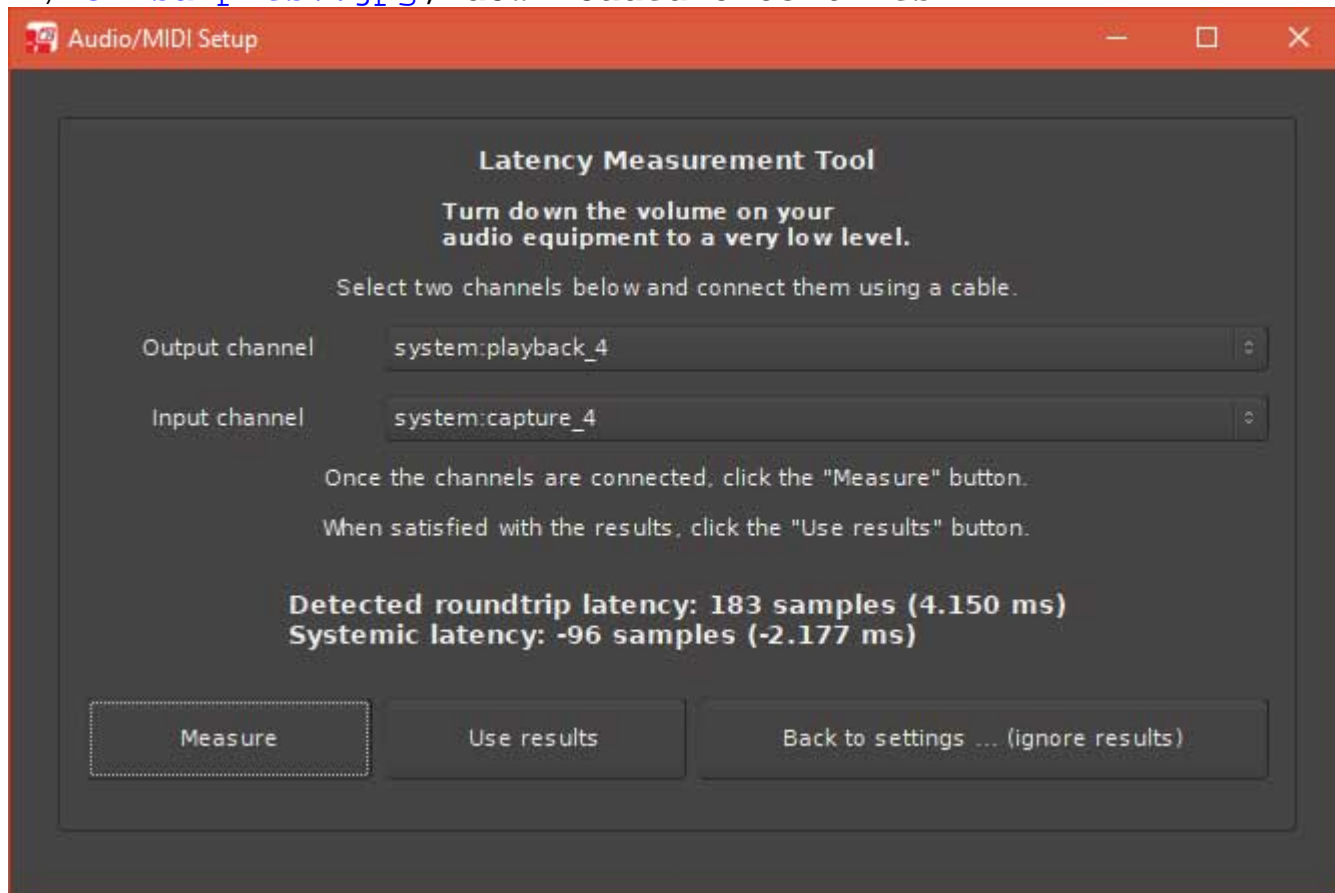 Audio/MIDI Setup
Latency Measurement Tool
Turn down the volume on your
audio equipment to a very low level.
Select two channels below and connect them using a cable.
Output channel system:playback_4
Input channel system:capture_4
Once the channels are connected, click the "Measure" button.
When satisfied with the results, click the "Use results" button.
Detected roundtrip latency: 183 samples (4.150 ms)
Systemic latency: -96 samples (-2.177 ms)
Measure Use results Back to settings ... (ignore results)